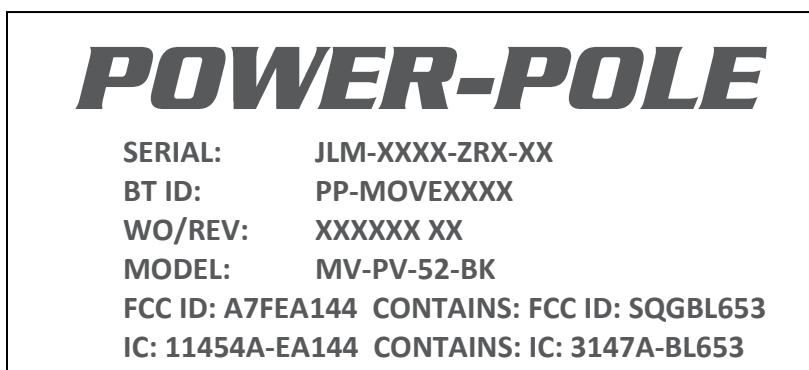 POWER-POLE
SERIAL: JLM-XXXX-ZRX-XX
BT ID: PP-MOVEXXXX
WO/REV: XXXXXX XX
MODEL: MV-PV-52-BK
FCC ID: A7FEA144 CONTAINS: FCC ID: SQGBL653
IC: 11454A-EA144 CONTAINS: IC: 3147A-BL653